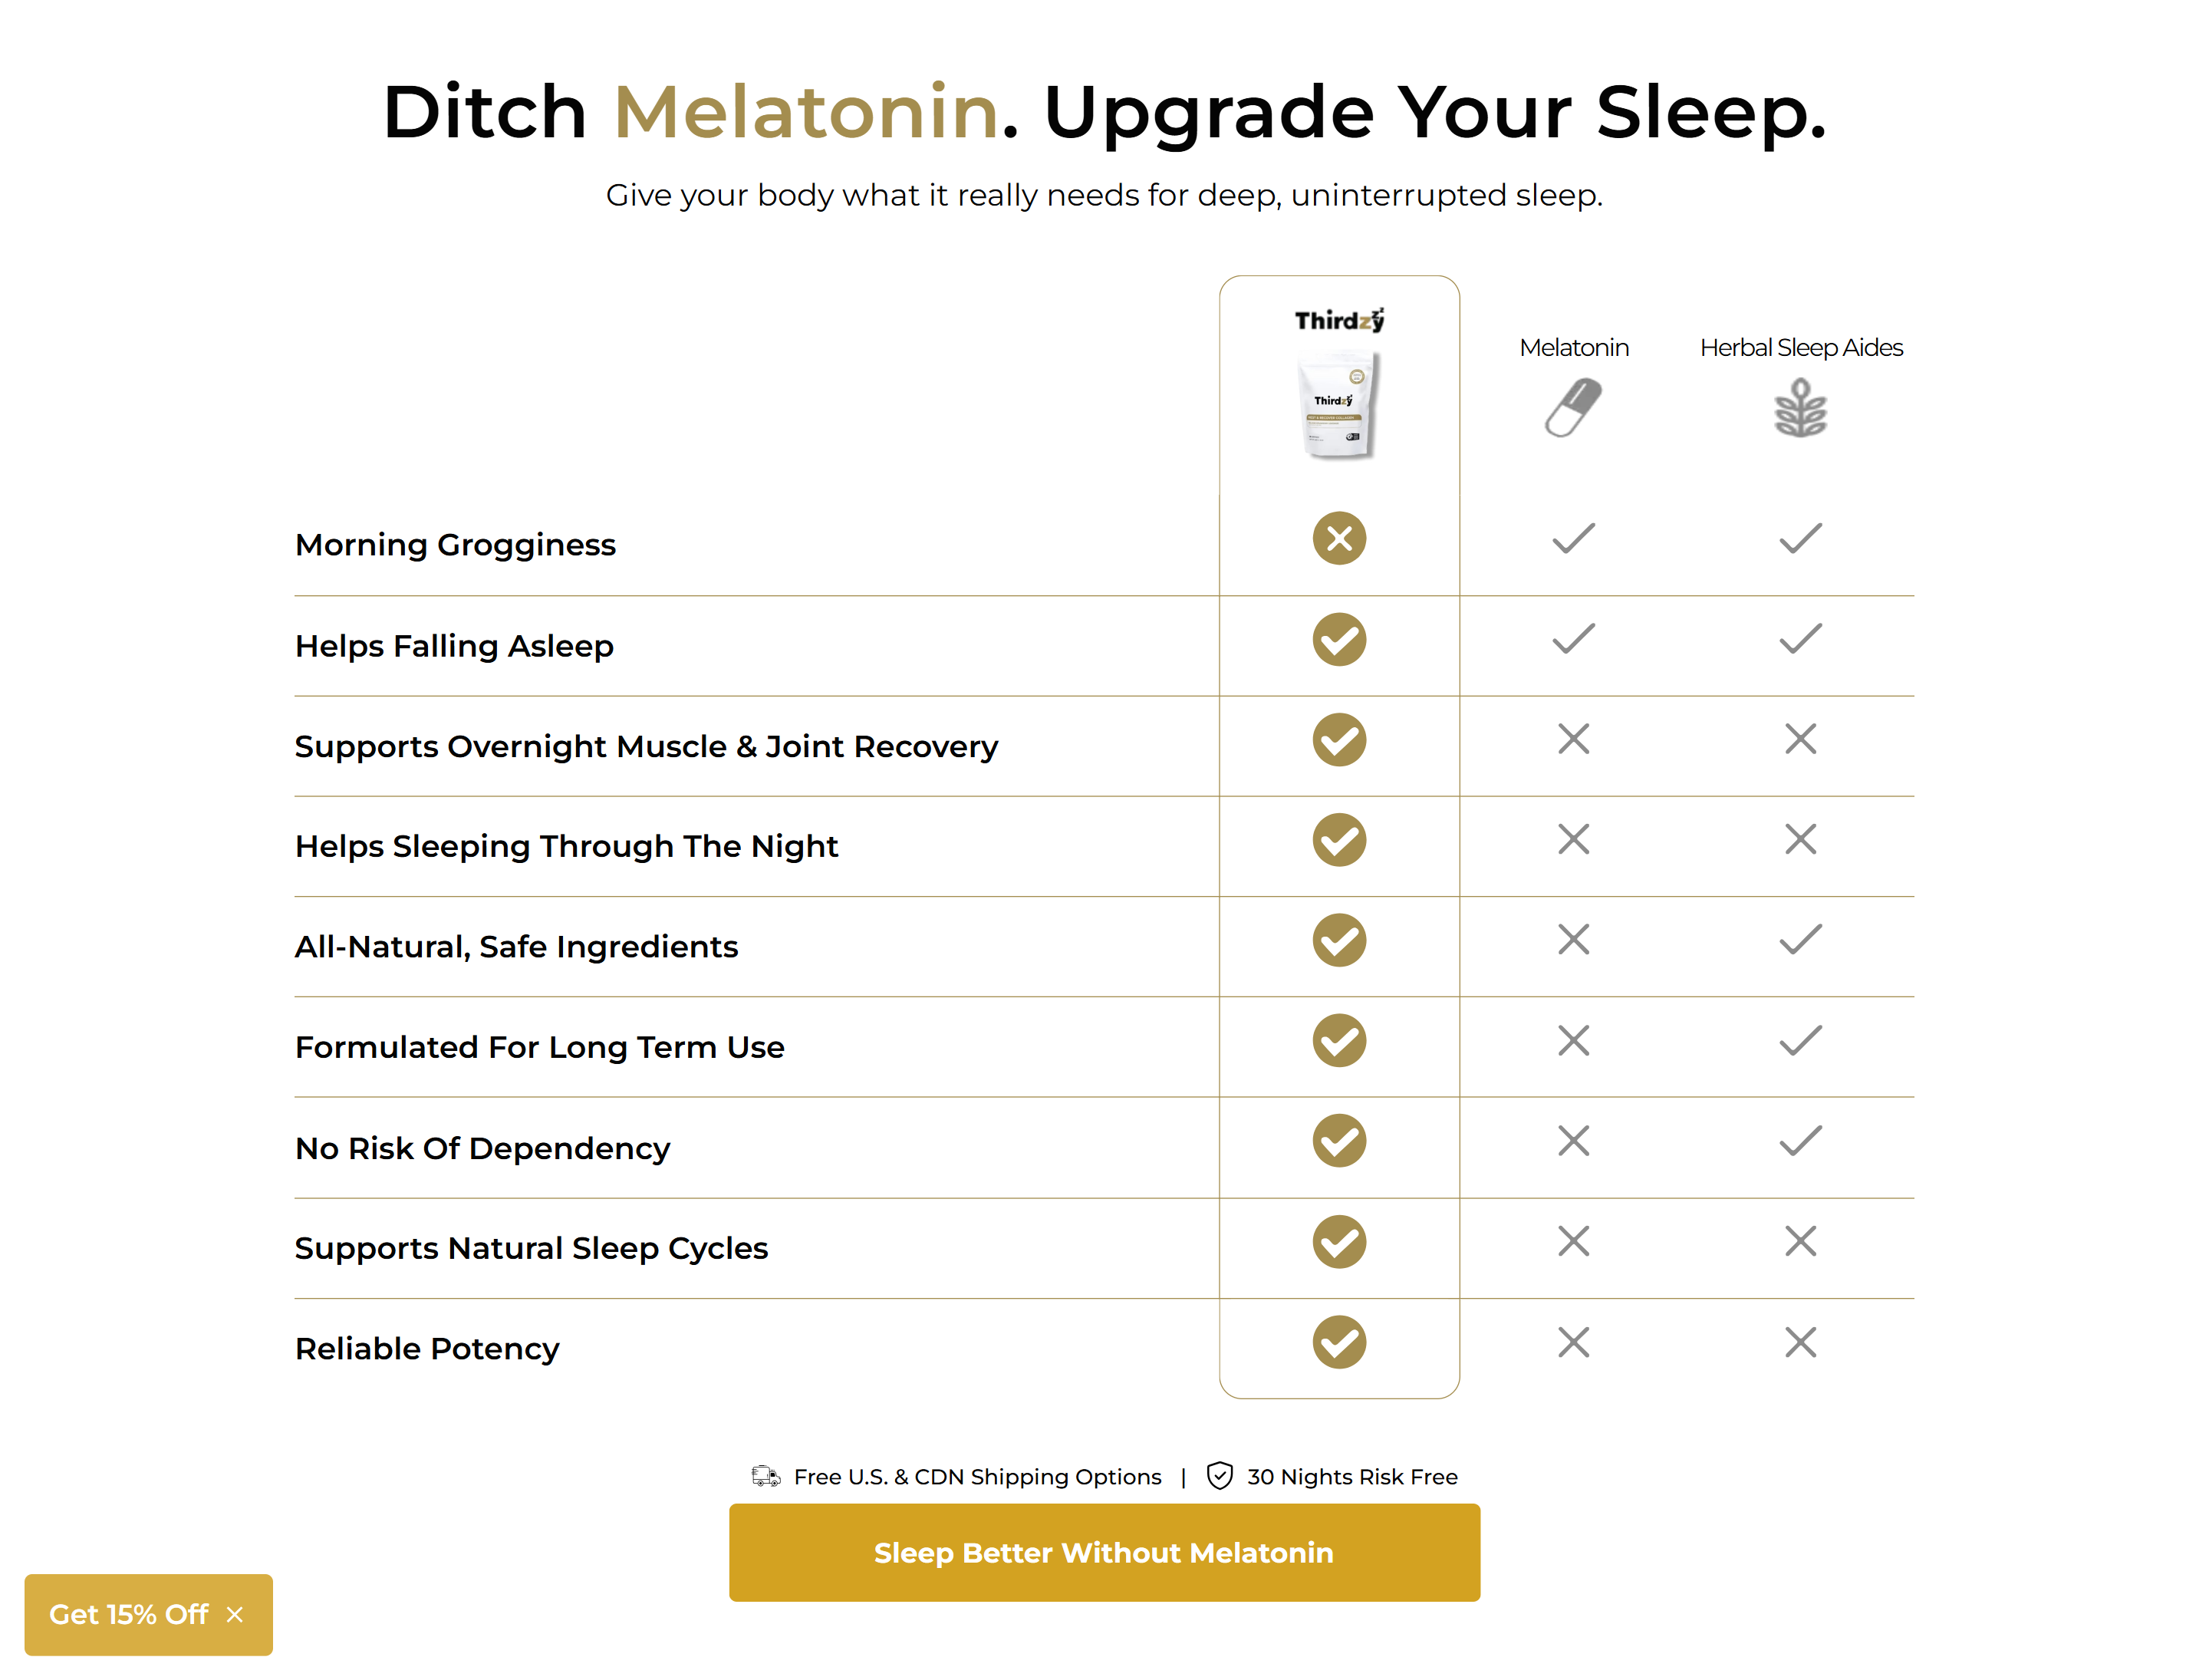 Ditch Melatonin. Upgrade Your Sleep.
Give your body what it really needs for deep, uninterrupted sleep.
Thirdzy
Thirdzy
Melatonin
Herbal Sleep Aides
Morning Grogginess
Helps Falling Asleep
Supports Overnight Muscle & Joint Recovery
Helps Sleeping Through The Night
All-Natural, Safe Ingredients
Formulated For Long Term Use
No Risk Of Dependency
Supports Natural Sleep Cycles
Reliable Potency
Free U.S. & CDN Shipping Options | 30 Nights Risk Free
Sleep Better Without Melatonin
Get 15% Off